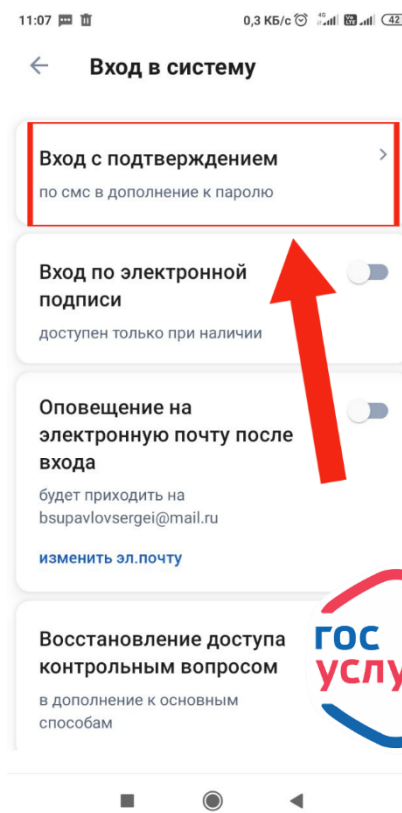 11:07 0,3 КБ/с 4G 42
Вход в систему
Вход с подтверждением
по смс в дополнение к паролю
Вход по электронной
подписи
доступен только при наличии
Оповещение на
электронную почту после
входа
будет приходить на
bsupavlovsergei@mail.ru
изменить эл.почту
Восстановление доступа
контрольным вопросом
в дополнение к основным
способам
гос
услу